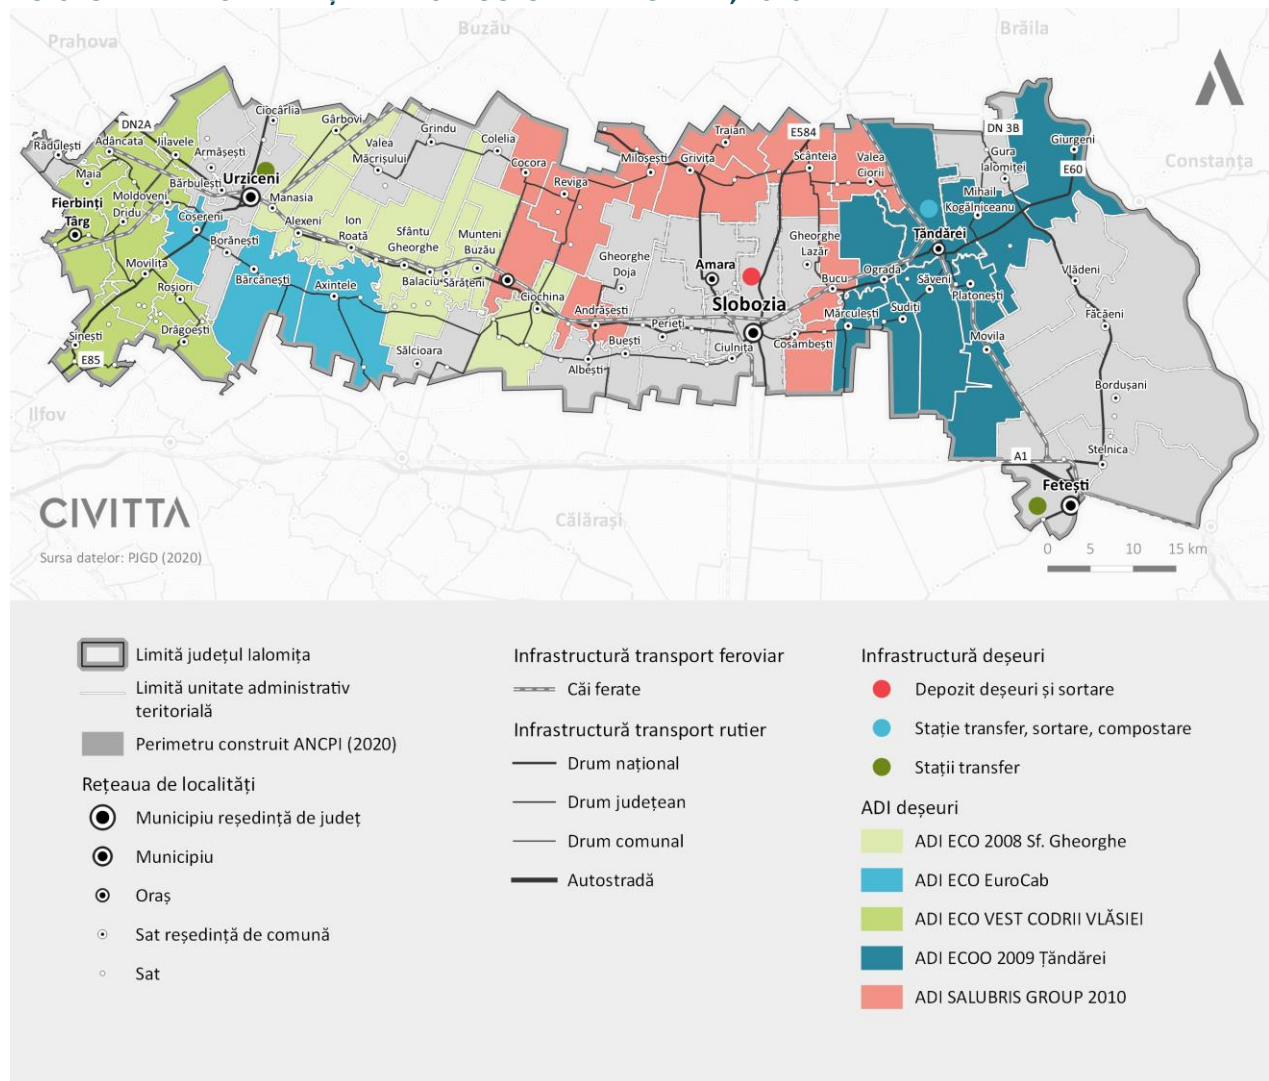 Prahova
Buzău
Brăila
Constanța
Ilfov
Călărași
DN2A
E584
DN 3B
E60
E85
A1
Rădulești
Adâncata
Jilavele
Maia
Armășești
Ciocârlia
Gârbovi
Valea
Măcrișului
Grindu
Colelia
Cocora
Reviga
Miloșești
Traian
Grivița
Scânteia
Valea
Ciorii
Gura
Ialomiței
Giurgeni
Mihail
Kogălniceanu
Bărbulești
Urziceni
Manasia
Moldoveni
Fierbinți
Târg
Dridu
Coșereni
Alexeni
Ion
Roată
Sfântu
Gheorghe
Munteni
Buzău
Borănești
Movilița
Bărcănești
Axintele
Balaciu
Sărățeni
Roșiori
Drăgoești
Sinești
Sălcioara
Ciochina
Gheorghe
Doja
Andrășești
Perieți
Buești
Albești
Amara
Slobozia
Ciulnița
Cosâmbești
Gheorghe
Lazăr
Bucu
Ograda
Mărculești
Țăndărei
Săveni
Sudiți
Platonești
Movila
Vlădeni
Făcăeni
Bordușani
Stelnica
Fetești
CIVITTA
Sursa datelor: PJGD (2020)
0 5 10 15 km
Limită județul Ialomița
Limită unitate administrativ
teritorială
Perimetru construit ANCPI (2020)
Rețeaua de localități
Municipiu reședință de județ
Municipiu
Oraș
Sat reședință de comună
Sat
Infrastructură transport feroviar
Căi ferate
Infrastructură transport rutier
Drum național
Drum județean
Drum comunal
Autostradă
Infrastructură deșeuri
Depozit deșeuri și sortare
Stație transfer, sortare, compostare
Stații transfer
ADI deșeuri
ADI ECO 2008 Sf. Gheorghe
ADI ECO EuroCab
ADI ECO VEST CODRII VLĂSIEI
ADI ECOO 2009 Țăndărei
ADI SALUBRIS GROUP 2010